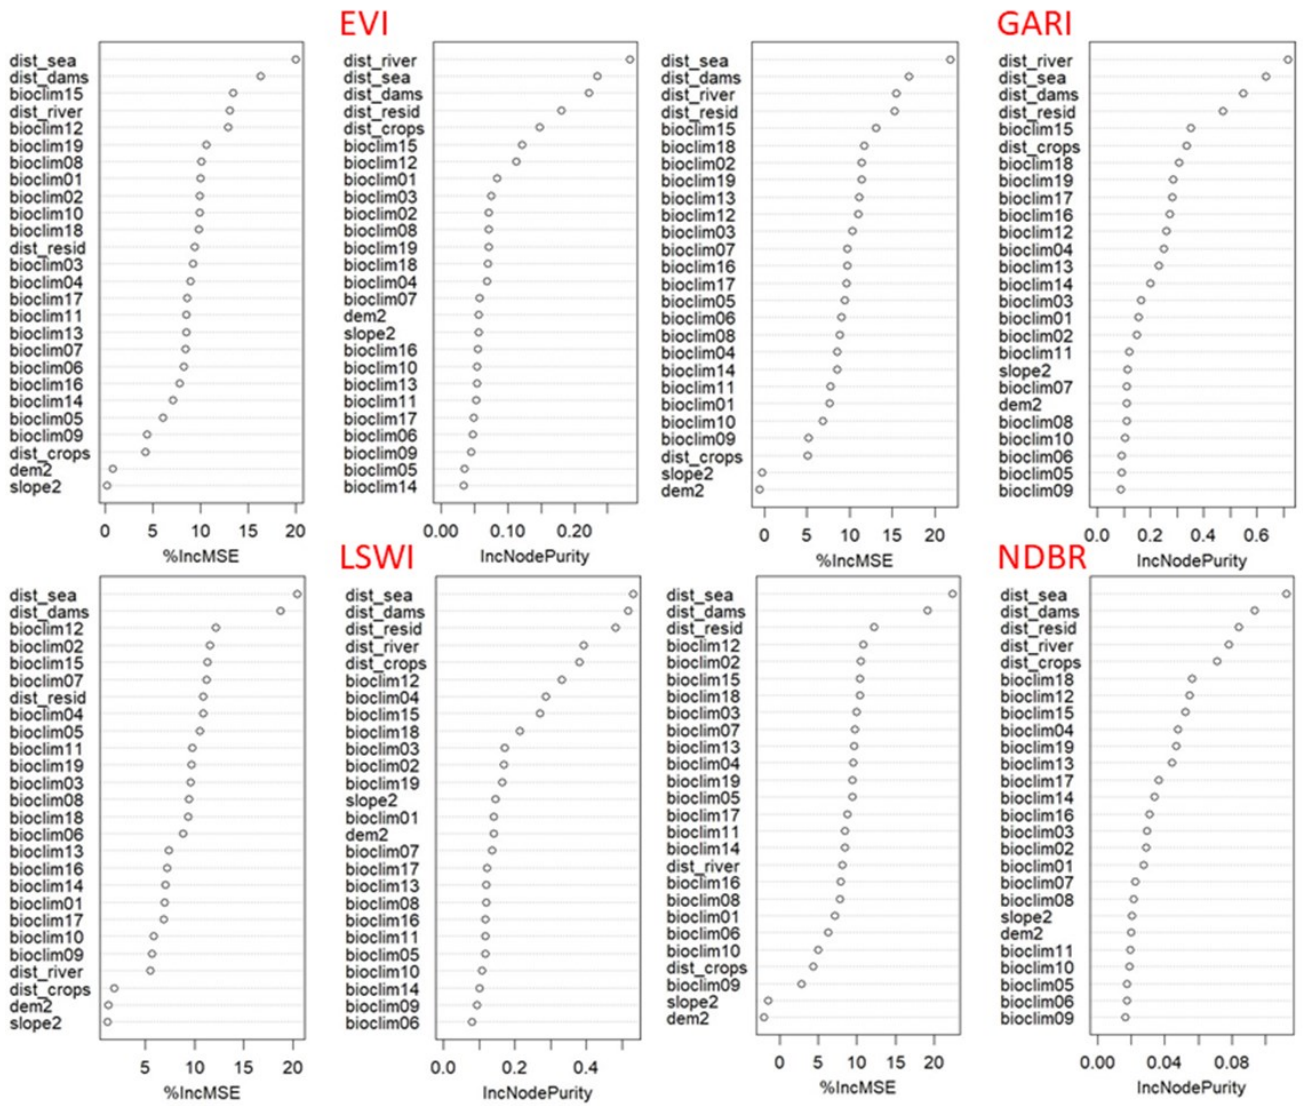 EVI
dist_sea
dist_dams
bioclim15
dist_river
bioclim12
bioclim19
bioclim08
bioclim01
bioclim02
bioclim10
bioclim18
dist_resid
bioclim03
bioclim04
bioclim17
bioclim11
bioclim13
bioclim07
bioclim06
bioclim16
bioclim14
bioclim05
bioclim09
dist_crops
dem2
slope2
0 5 10 15 20
%IncMSE
dist_river
dist_sea
dist_dams
dist_resid
dist_crops
bioclim15
bioclim12
bioclim01
bioclim03
bioclim02
bioclim08
bioclim19
bioclim18
bioclim04
bioclim07
dem2
slope2
bioclim16
bioclim10
bioclim13
bioclim11
bioclim17
bioclim06
bioclim09
bioclim05
bioclim14
0.00 0.10 0.20
IncNodePurity
GARI
dist_sea
dist_dams
dist_river
dist_resid
bioclim15
bioclim18
bioclim02
bioclim19
bioclim13
bioclim12
bioclim03
bioclim07
bioclim16
bioclim17
bioclim05
bioclim06
bioclim08
bioclim04
bioclim14
bioclim11
bioclim01
bioclim10
bioclim09
dist_crops
slope2
dem2
0 5 10 15 20
%IncMSE
dist_river
dist_sea
dist_dams
dist_resid
bioclim15
dist_crops
bioclim18
bioclim19
bioclim17
bioclim16
bioclim12
bioclim04
bioclim13
bioclim14
bioclim03
bioclim01
bioclim02
bioclim11
slope2
bioclim07
dem2
bioclim08
bioclim10
bioclim06
bioclim05
bioclim09
0.0 0.2 0.4 0.6
IncNodePurity
LSWI
dist_sea
dist_dams
bioclim12
bioclim02
bioclim15
bioclim07
dist_resid
bioclim04
bioclim05
bioclim11
bioclim19
bioclim03
bioclim08
bioclim18
bioclim06
bioclim13
bioclim16
bioclim14
bioclim01
bioclim17
bioclim10
bioclim09
dist_river
dist_crops
dem2
slope2
5 10 15 20
%IncMSE
dist_sea
dist_dams
dist_resid
dist_river
dist_crops
bioclim12
bioclim04
bioclim15
bioclim18
bioclim03
bioclim02
bioclim19
slope2
bioclim01
dem2
bioclim07
bioclim17
bioclim13
bioclim08
bioclim16
bioclim11
bioclim05
bioclim10
bioclim14
bioclim09
bioclim06
0.0 0.2 0.4
IncNodePurity
NDBR
dist_sea
dist_dams
dist_resid
bioclim12
bioclim02
bioclim15
bioclim18
bioclim03
bioclim07
bioclim13
bioclim04
bioclim19
bioclim05
bioclim17
bioclim11
bioclim14
dist_river
bioclim16
bioclim08
bioclim01
bioclim06
bioclim10
dist_crops
bioclim09
slope2
dem2
0 5 10 15 20
%IncMSE
dist_sea
dist_dams
dist_resid
dist_river
dist_crops
bioclim18
bioclim12
bioclim15
bioclim04
bioclim19
bioclim13
bioclim17
bioclim14
bioclim16
bioclim03
bioclim02
bioclim01
bioclim07
bioclim08
slope2
dem2
bioclim11
bioclim10
bioclim05
bioclim06
bioclim09
0.00 0.04 0.08
IncNodePurity